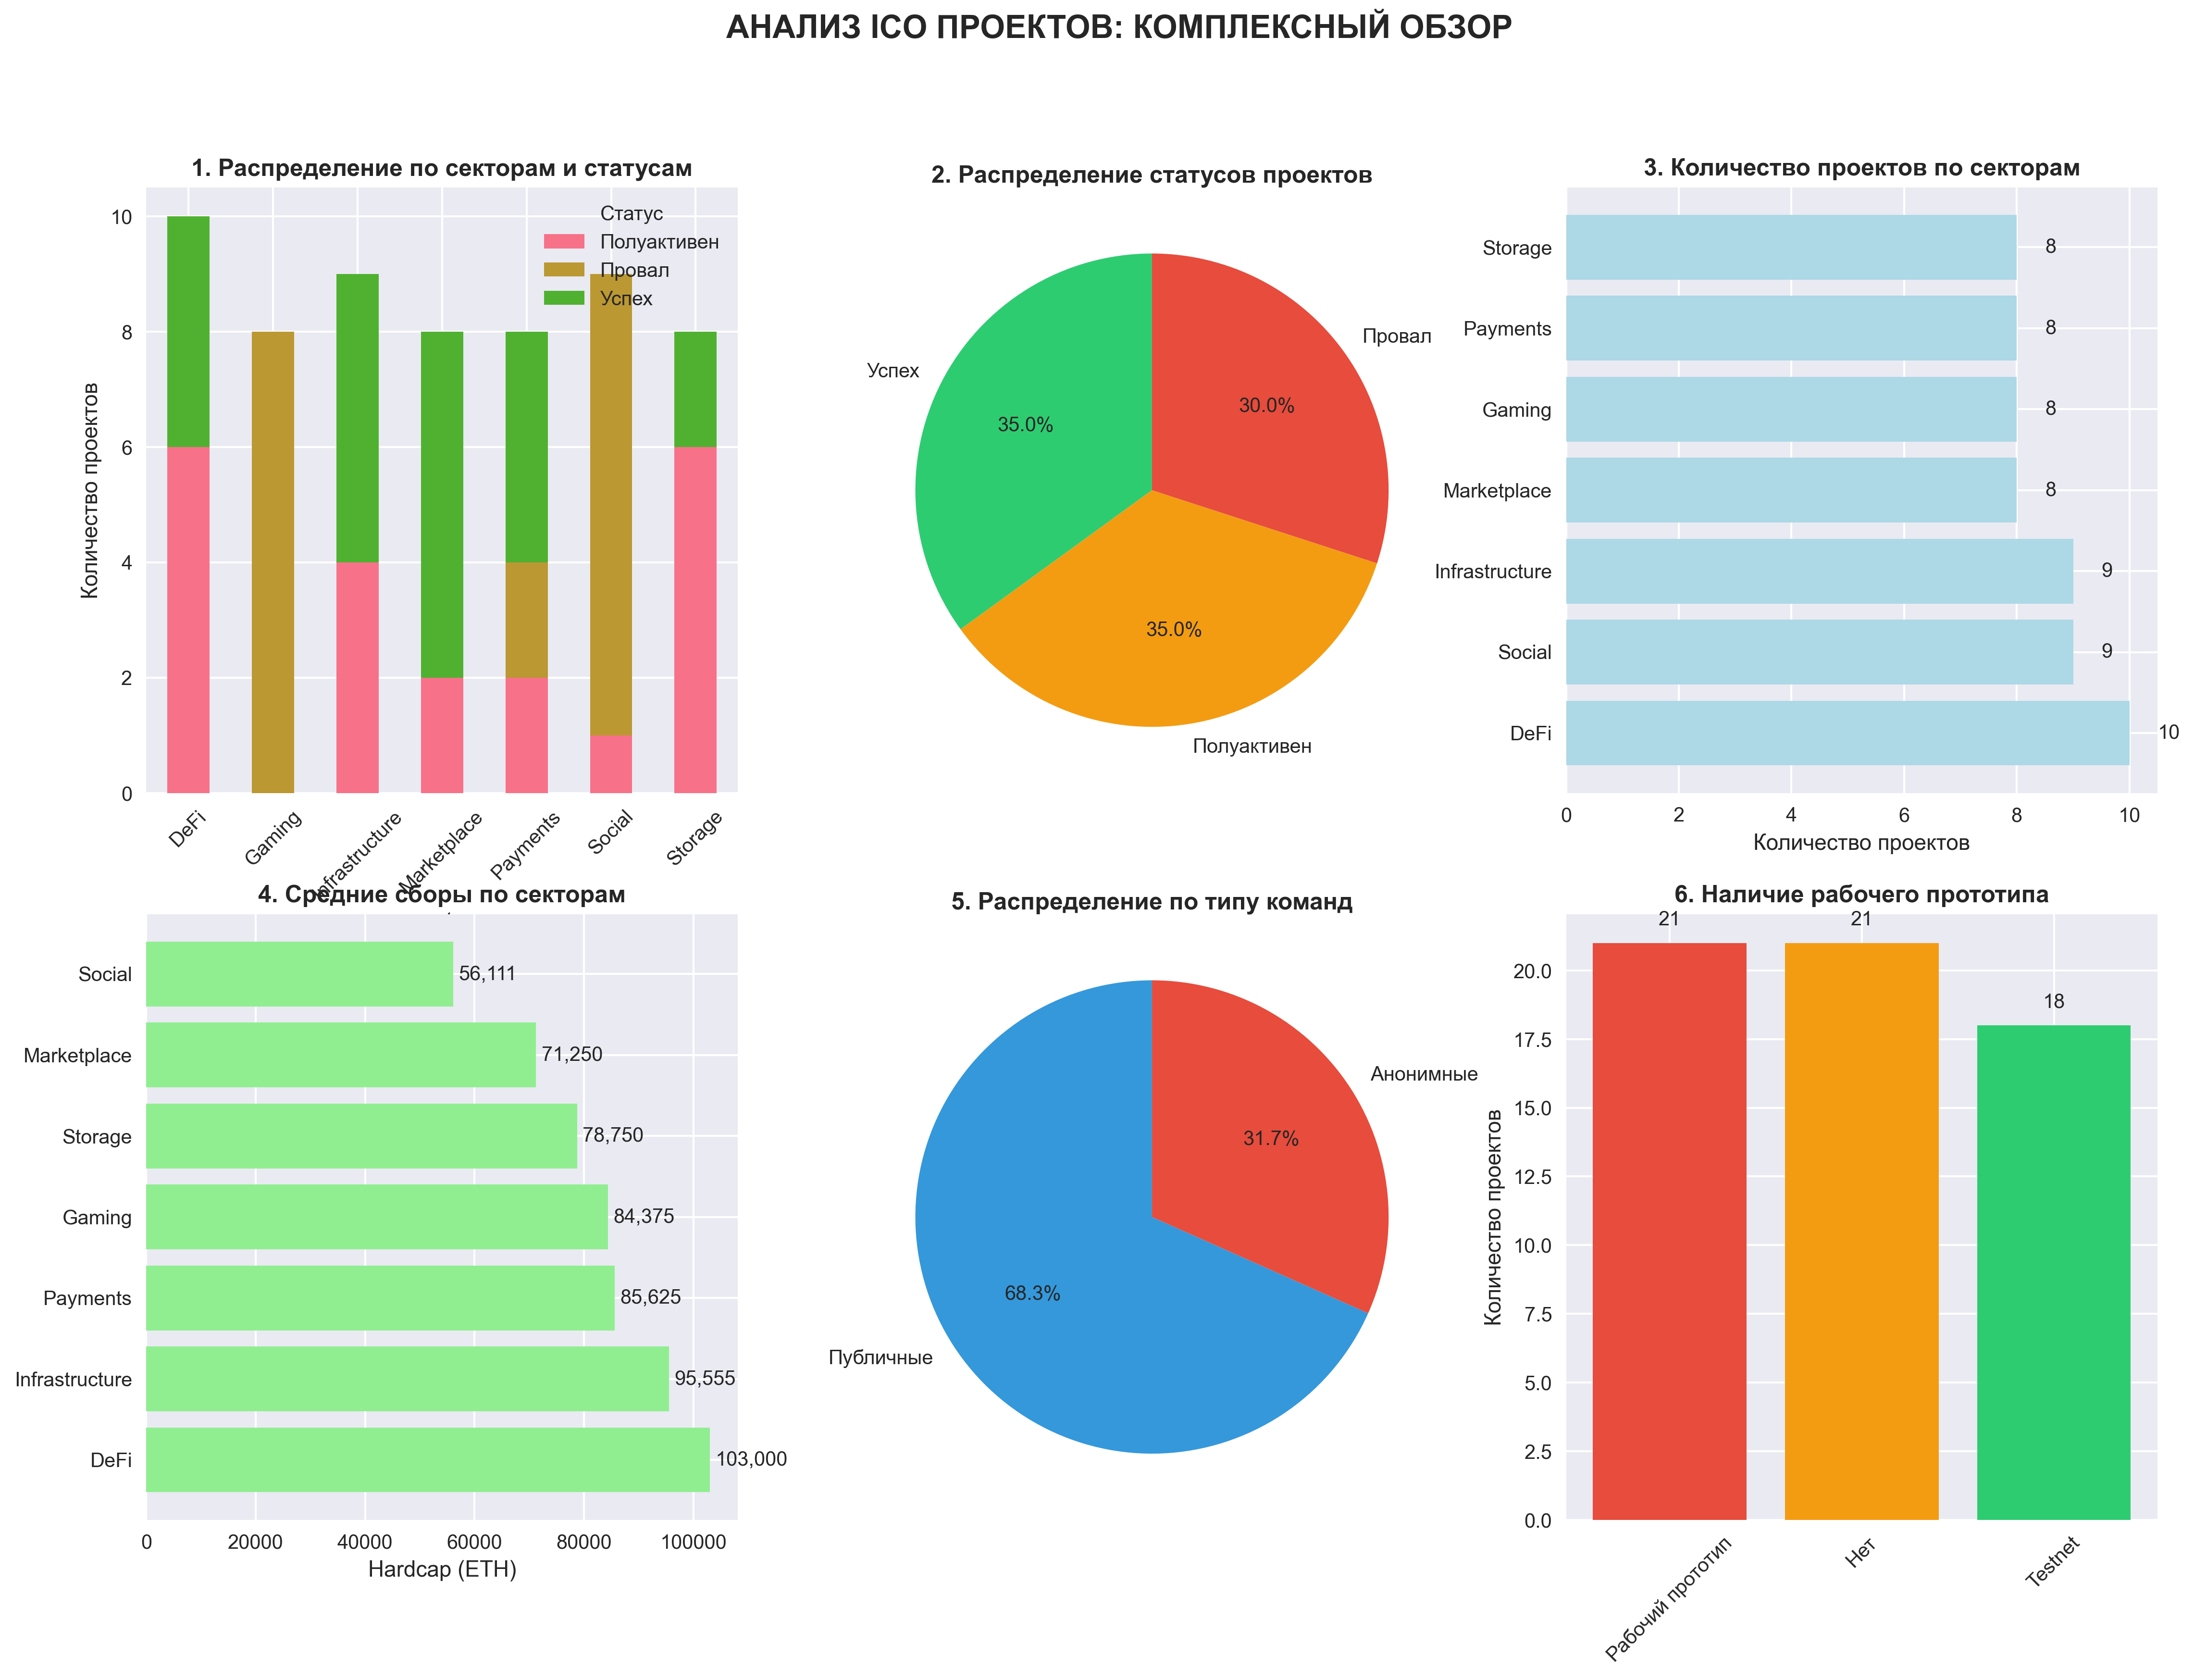 АНАЛИЗ ICO ПРОЕКТОВ: КОМПЛЕКСНЫЙ ОБЗОР
1. Распределение по секторам и статусам
Количество проектов
10
8
6
4
2
0
Статус
Полуактивен
Провал
Успех
DeFi
Gaming
Infrastructure
Marketplace
Payments
Social
Storage
2. Распределение статусов проектов
Успех
35.0%
Провал
30.0%
35.0%
Полуактивен
3. Количество проектов по секторам
Storage
8
Payments
8
Gaming
8
Marketplace
8
Infrastructure
9
Social
9
DeFi
10
0
2
4
6
8
10
Количество проектов
4. Средние сборы по секторам
Social
56,111
Marketplace
71,250
Storage
78,750
Gaming
84,375
Payments
85,625
Infrastructure
95,555
DeFi
103,000
0
20000
40000
60000
80000
100000
Hardcap (ETH)
5. Распределение по типу команд
Анонимные
31.7%
68.3%
Публичные
6. Наличие рабочего прототипа
Количество проектов
20.0
17.5
15.0
12.5
10.0
7.5
5.0
2.5
0.0
21
21
18
Рабочий прототип
Нет
Testnet